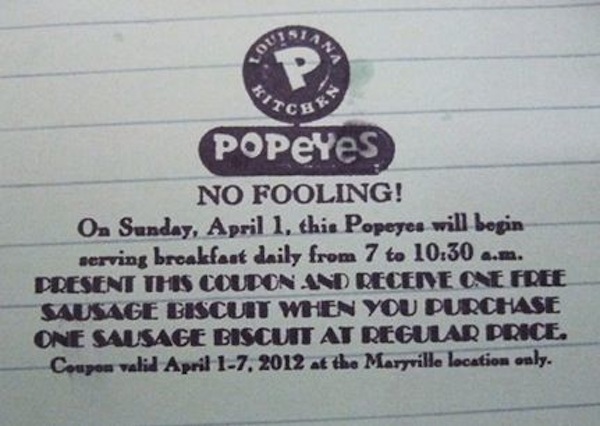 LOUISIANA
P
KITCHEN
POPeYeS
NO FOOLING!
On Sunday, April 1, this Popeyes will begin
serving breakfast daily from 7 to 10:30 a.m.
PRESENT THIS COUPON AND RECEIVE ONE FREE
SAUSAGE BISCUIT WHEN YOU PURCHASE
ONE SAUSAGE BISCUIT AT REGULAR PRICE.
Coupon valid April 1-7, 2012 at the Maryville location only.